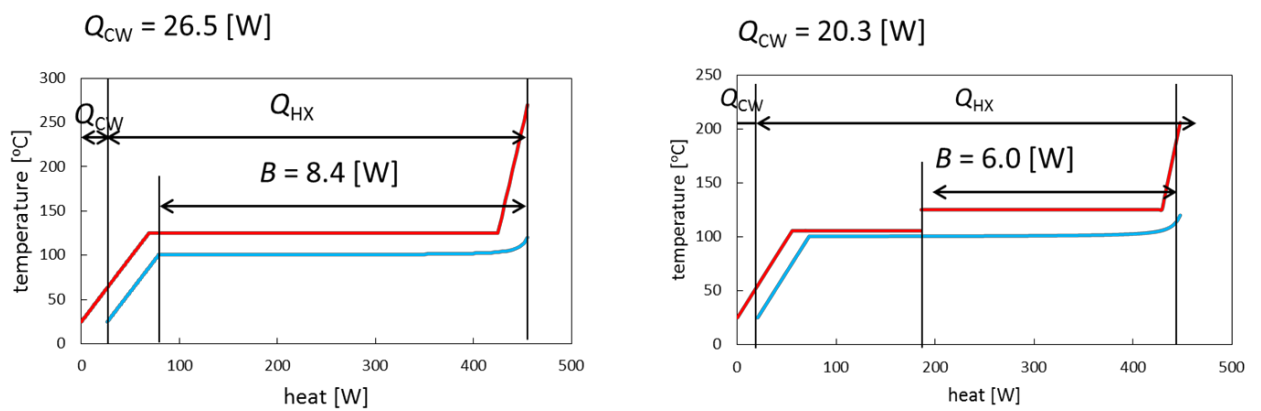 Q_CW = 26.5 [W]
300
250
200
150
100
50
0
temperature [°C]
Q_CW
Q_HX
B = 8.4 [W]
0 100 200 300 400 500
heat [W]
Q_CW = 20.3 [W]
250
200
150
100
50
0
temperature [°C]
Q_CW
Q_HX
B = 6.0 [W]
0 100 200 300 400 500
heat [W]